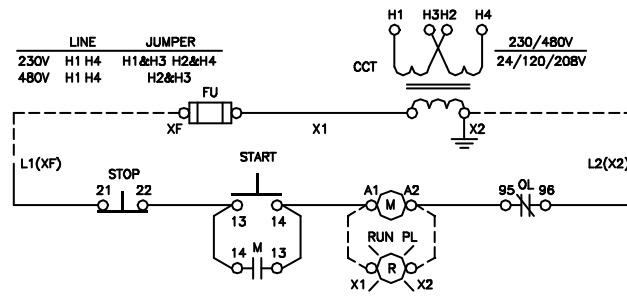 H1 H3 H2 H4
LINE JUMPER
230V H1 H4 H1&H3 H2&H4
480V H1 H4 H2&H3
CCT
230/480V
24/120/208V
FU
XF X1 X2
L1(XF) L2(X2)
STOP START
21 22 13 14 A1 M A2 95 OL 96
14 M 13
RUN PL
R
X1 X2